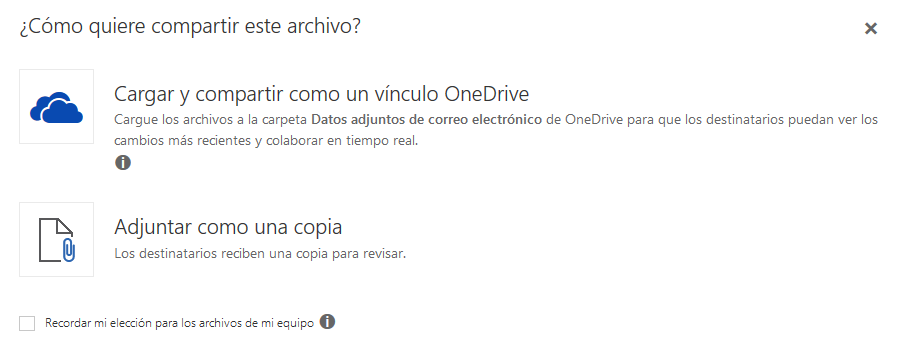 ¿Cómo quiere compartir este archivo?
Cargar y compartir como un vínculo OneDrive
Cargue los archivos a la carpeta Datos adjuntos de correo electrónico de OneDrive para que los destinatarios puedan ver los
cambios más recientes y colaborar en tiempo real.
Adjuntar como una copia
Los destinatarios reciben una copia para revisar.
Recordar mi elección para los archivos de mi equipo